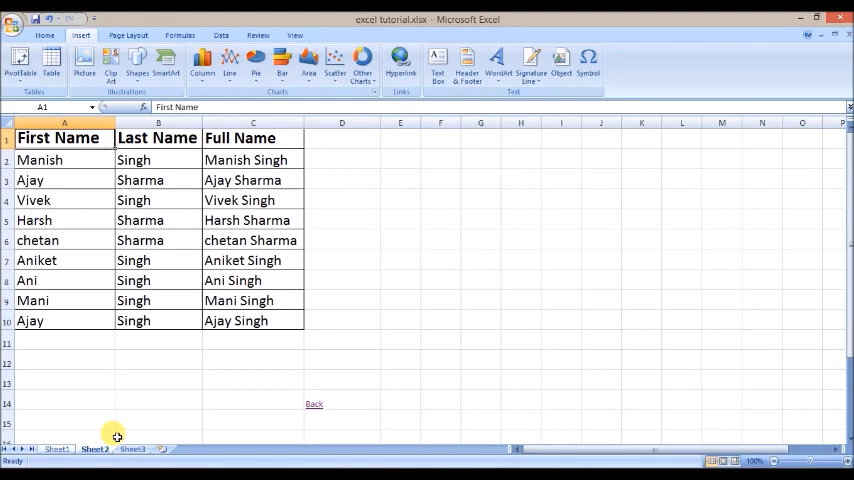 excel tutorial.xlsx - Microsoft Excel
Home Insert Page Layout Formulas Data Review View
PivotTable Table Picture Clip Art Shapes SmartArt Column Line Pie Bar Area Scatter Other Charts Hyperlink Text Box Header & Footer WordArt Signature Line Object Symbol
Tables Illustrations Charts Links Text
A1 fx First Name
A B C D E F G H I J K L M N O P
1 First Name Last Name Full Name
2 Manish Singh Manish Singh
3 Ajay Sharma Ajay Sharma
4 Vivek Singh Vivek Singh
5 Harsh Sharma Harsh Sharma
6 chetan Sharma chetan Sharma
7 Aniket Singh Aniket Singh
8 Ani Singh Ani Singh
9 Mani Singh Mani Singh
10 Ajay Singh Ajay Singh
11
12
13
14 Back
15
16
Sheet1 Sheet2 Sheet3
Ready 100%